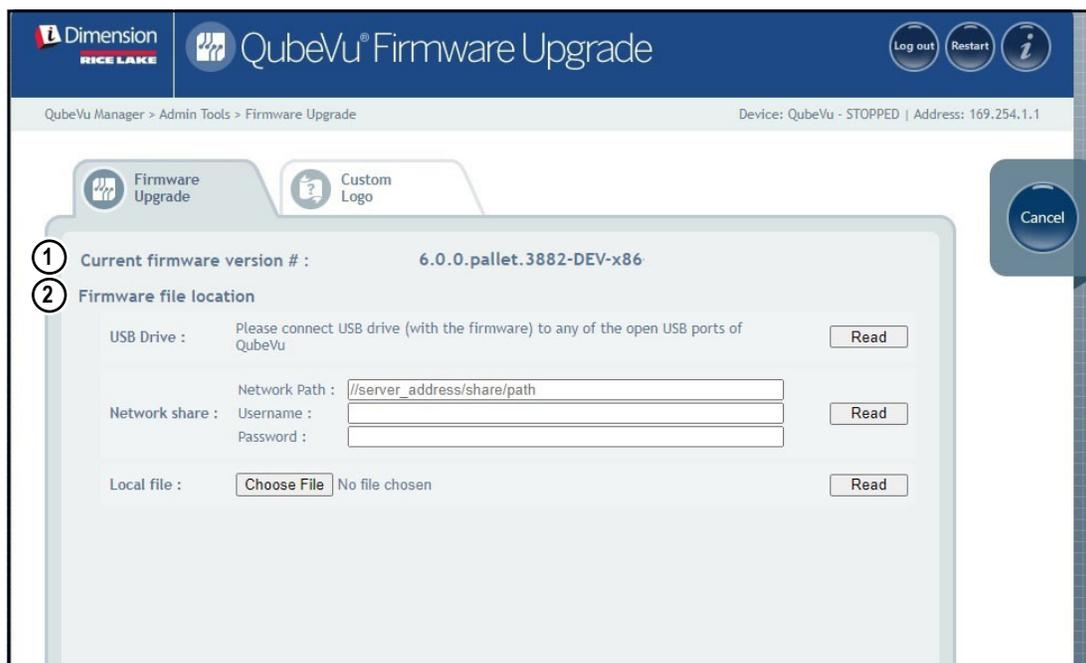 iDimension
RICE LAKE
QubeVu® Firmware Upgrade
Log out
Restart
i
QubeVu Manager > Admin Tools > Firmware Upgrade
Device: QubeVu - STOPPED | Address: 169.254.1.1
Firmware
Upgrade
?
Custom
Logo
Cancel
1 Current firmware version # : 6.0.0.pallet.3882-DEV-x86
2 Firmware file location
USB Drive : Please connect USB drive (with the firmware) to any of the open USB ports of
QubeVu
Read
Network Path : //server_address/share/path
Network share : Username :
Read
Password :
Local file : Choose File No file chosen Read